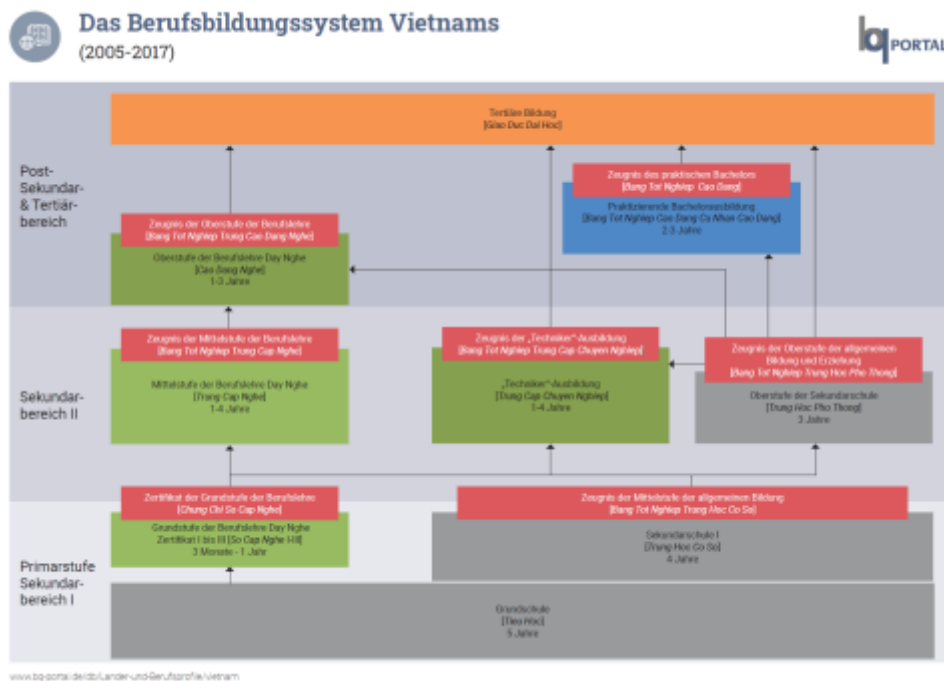 Das Berufsbildungssystem Vietnams
(2005-2017)
bq PORTAL
Tertiäre Bildung
[Giao Duc Dai Hoc]
Post-
Sekundar-
& Tertiär-
bereich
Zeugnis des praktischen Bachelors
[Bang Tot Nghiep Cao Dang]
Praktizierende Bachelorausbildung
[Bang Tot Nghiep Cao Dang Cu Nhan Cao Dang]
2-3 Jahre
Zeugnis der Oberstufe der Berufslehre
[Bang Tot Nghiep Trung Cao Dang Nghe]
Oberstufe der Berufslehre Day Nghe
[Cao Dang Nghe]
1-3 Jahre
Sekundar-
bereich II
Zeugnis der Mittelstufe der Berufslehre
[Bang Tot Nghiep Trung Cap Nghe]
Mittelstufe der Berufslehre Day Nghe
[Trung Cap Nghe]
1-4 Jahre
Zeugnis der „Techniker“-Ausbildung
[Bang Tot Nghiep Trung Cap Chuyen Nghiep]
„Techniker“-Ausbildung
[Trung Cap Chuyen Nghiep]
1-4 Jahre
Zeugnis der Oberstufe der allgemeinen
Bildung und Erziehung
[Bang Tot Nghiep Trung Hoc Pho Thong]
Oberstufe der Sekundarschule
[Trung Hoc Pho Thong]
3 Jahre
Primarstufe
Sekundar-
bereich I
Zertifikat der Grundstufe der Berufslehre
[Chung Chi So Cap Nghe]
Grundstufe der Berufslehre Day Nghe
Zertifikat I bis III [So Cap Nghe I-III]
3 Monate - 1 Jahr
Zeugnis der Mittelstufe der allgemeinen Bildung
[Bang Tot Nghiep Trung Hoc Co So]
Sekundarschule I
[Trung Hoc Co So]
4 Jahre
Grundschule
[Tieu Hoc]
5 Jahre
www.bq-portal.de/db/Länder-und-Berufsprofile/vietnam